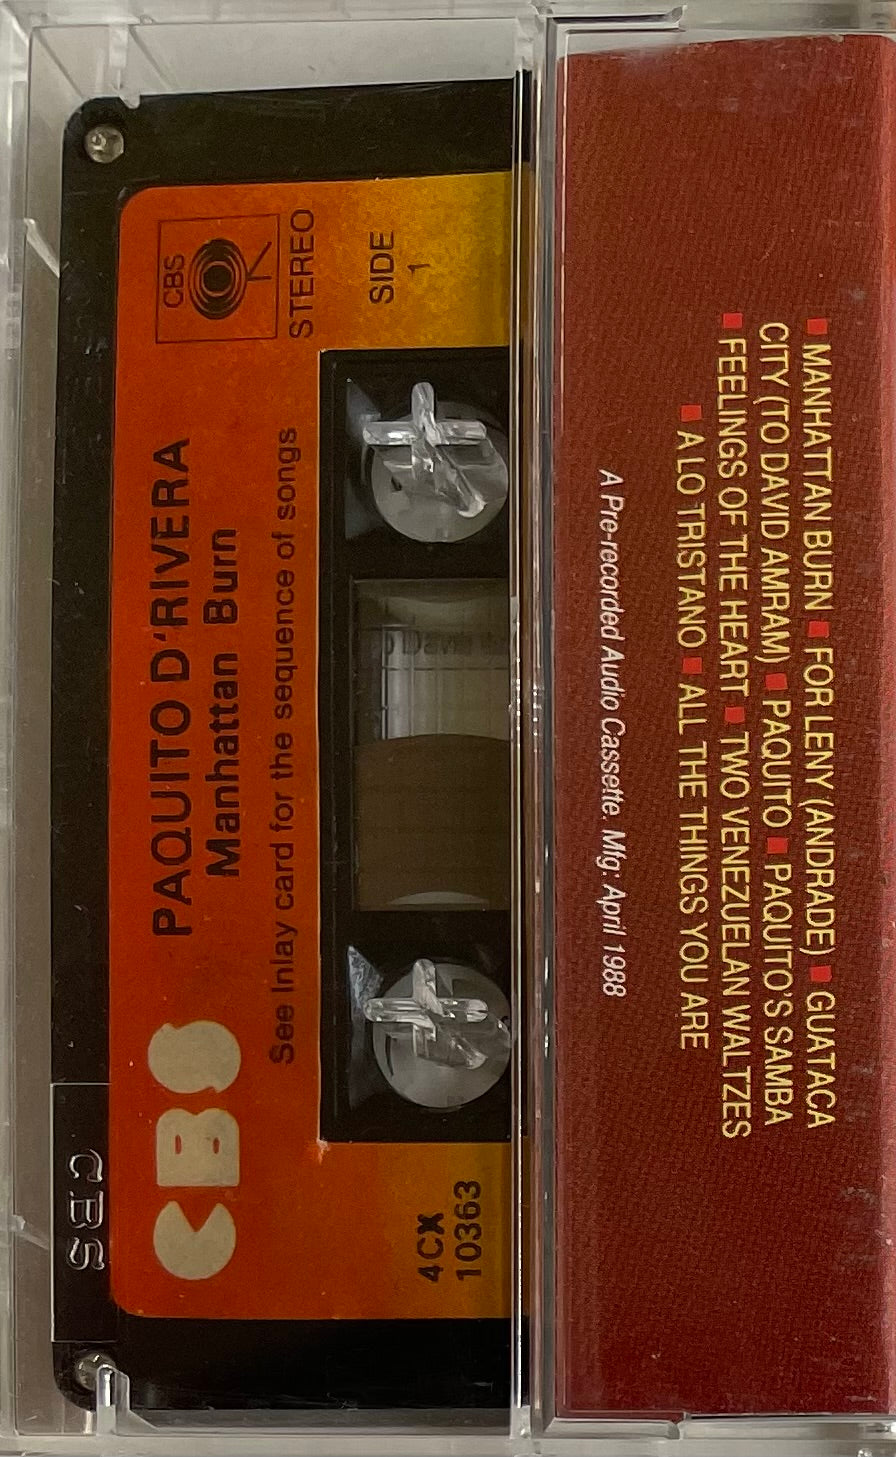 CBS
STEREO
SIDE
1
PAQUITO D'RIVERA
Manhattan Burn
See Inlay card for the sequence of songs
CBS
4CX
10363
CBS
■ MANHATTAN BURN ■ FOR LENY (ANDRADE) ■ GUATACA
CITY (TO DAVID AMRAM) ■ PAQUITO ■ PAQUITO'S SAMBA
■ FEELINGS OF THE HEART ■ TWO VENEZUELAN WALTZES
■ A LO TRISTANO ■ ALL THE THINGS YOU ARE
A Pre-recorded Audio Cassette. Mfg: April 1988